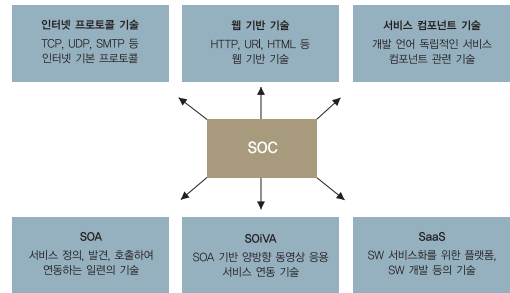 인터넷 프로토콜 기술
TCP, UDP, SMTP 등
인터넷 기본 프로토콜
웹 기반 기술
HTTP, URI, HTML 등
웹 기반 기술
서비스 컴포넌트 기술
개발 언어 독립적인 서비스
컴포넌트 관련 기술
SOC
SOA
서비스 정의, 발견, 호출하여
연동하는 일련의 기술
SOiVA
SOA 기반 양방향 동영상 응용
서비스 연동 기술
SaaS
SW 서비스화를 위한 플랫폼,
SW 개발 등의 기술